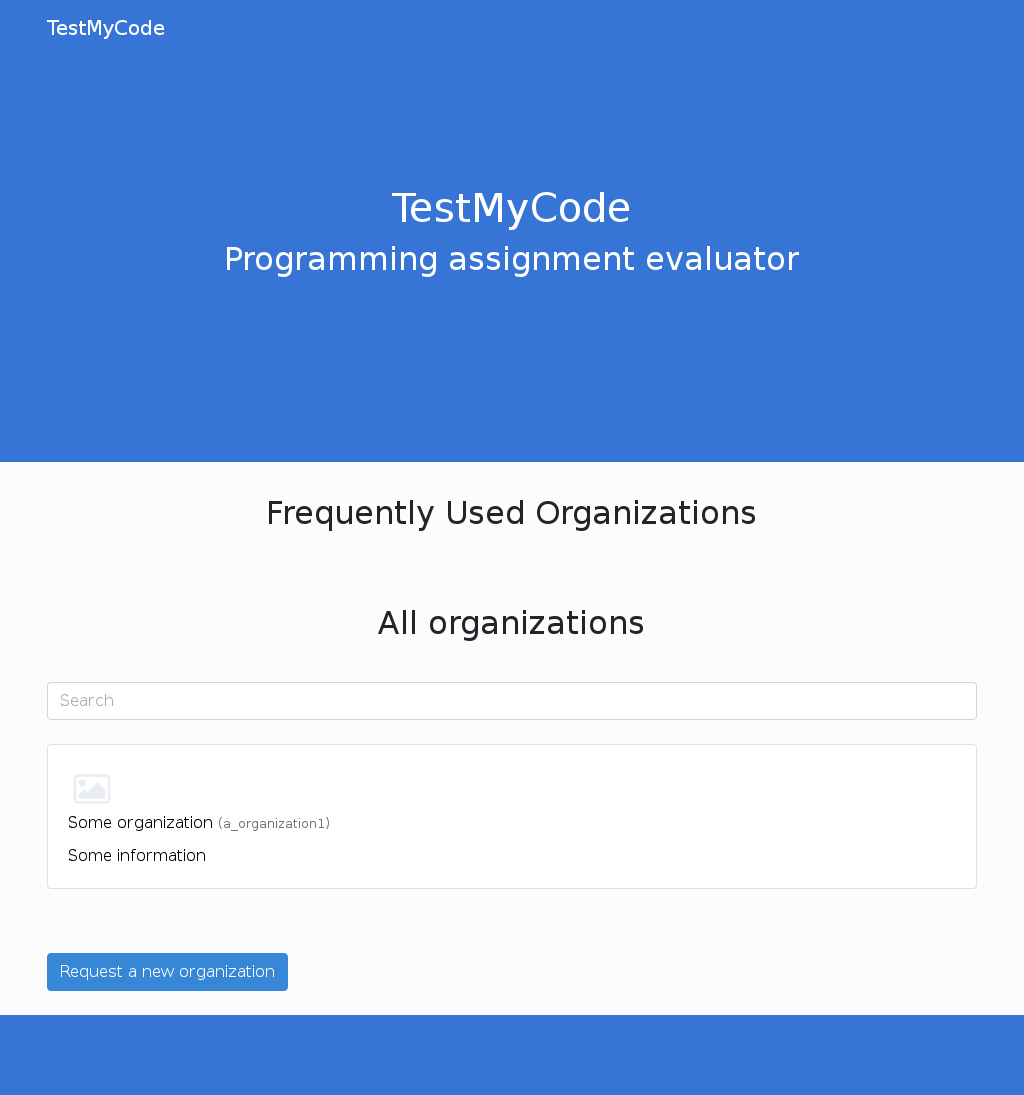 TestMyCode
TestMyCode
Programming assignment evaluator
Frequently Used Organizations
All organizations
Search
Some organization (a_organization1)
Some information
Request a new organization